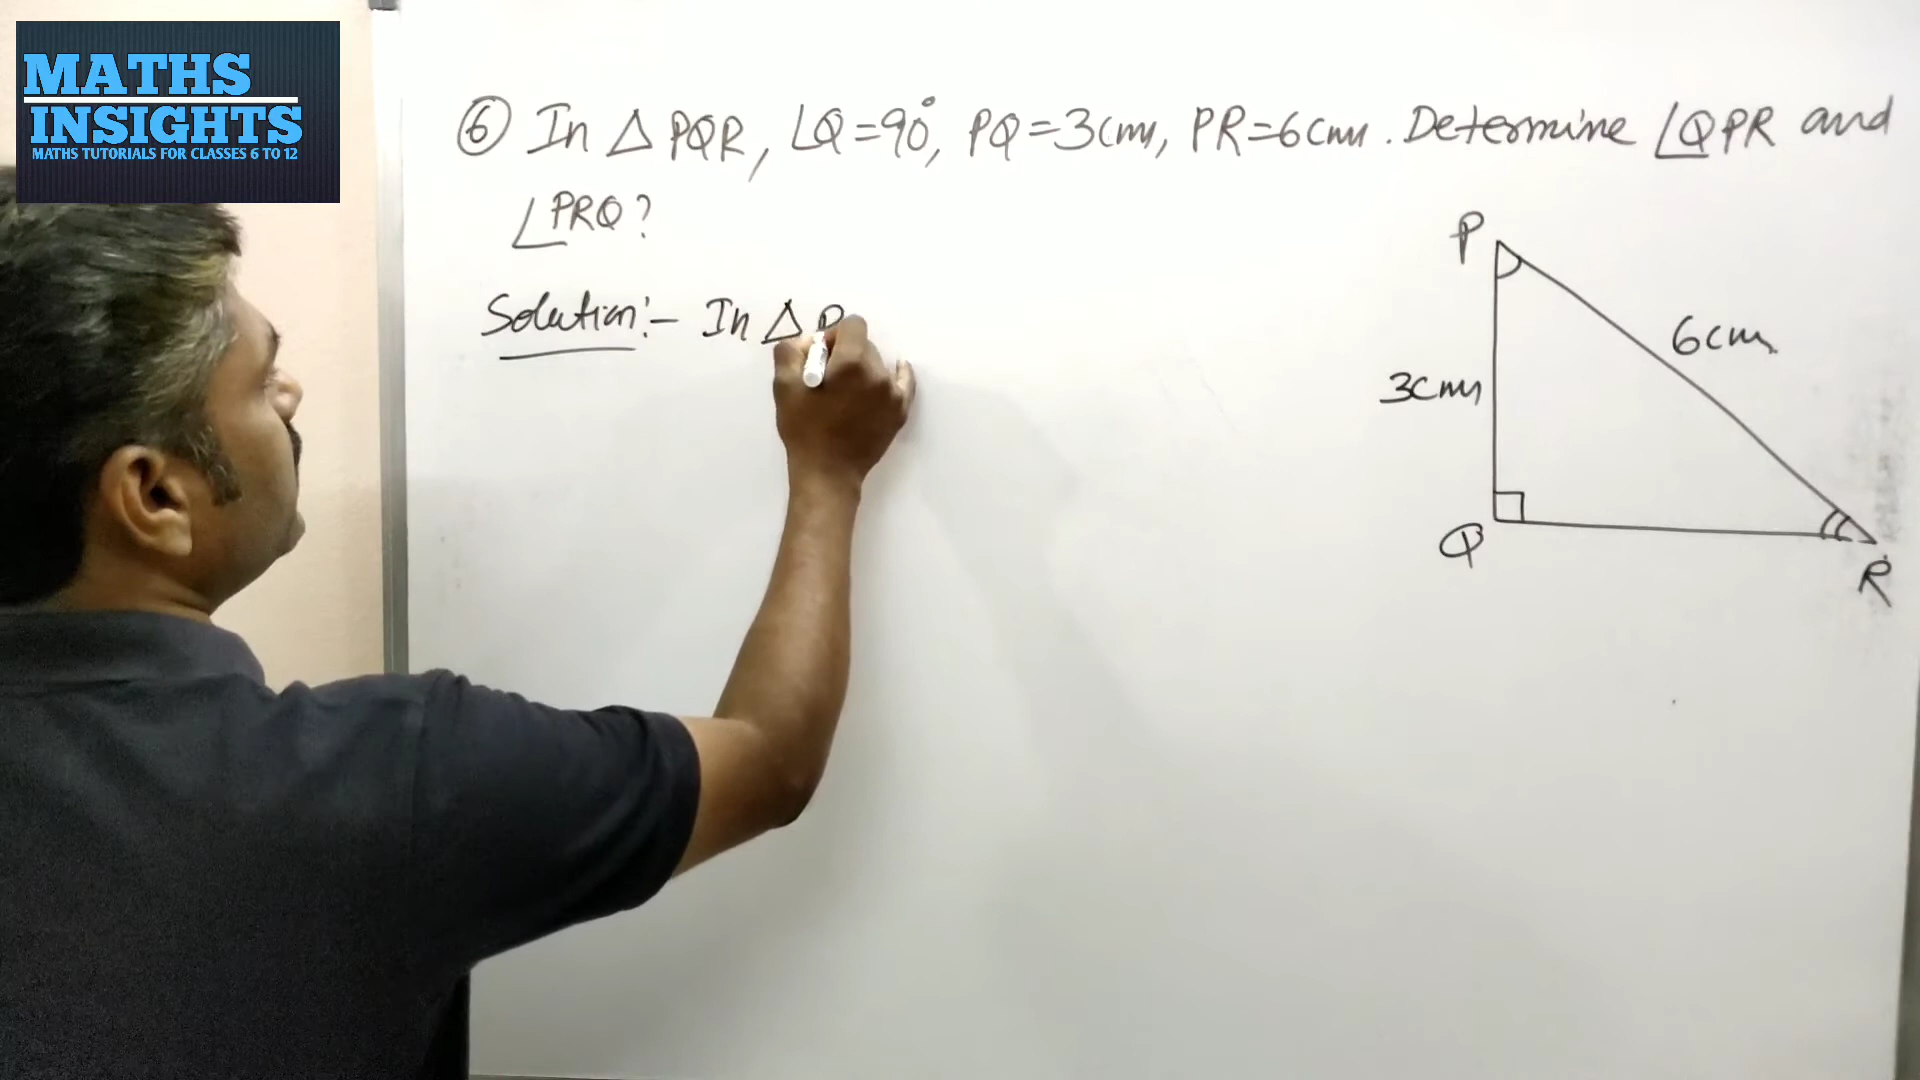 MATHS
INSIGHTS
MATHS TUTORIALS FOR CLASSES 6 TO 12
⑥ In △ PQR, ∠Q=90°, PQ=3cm, PR=6cm. Determine ∠QPR and
∠PRQ?
Solution:- In △ P
P
6cm
3cm
Q
R